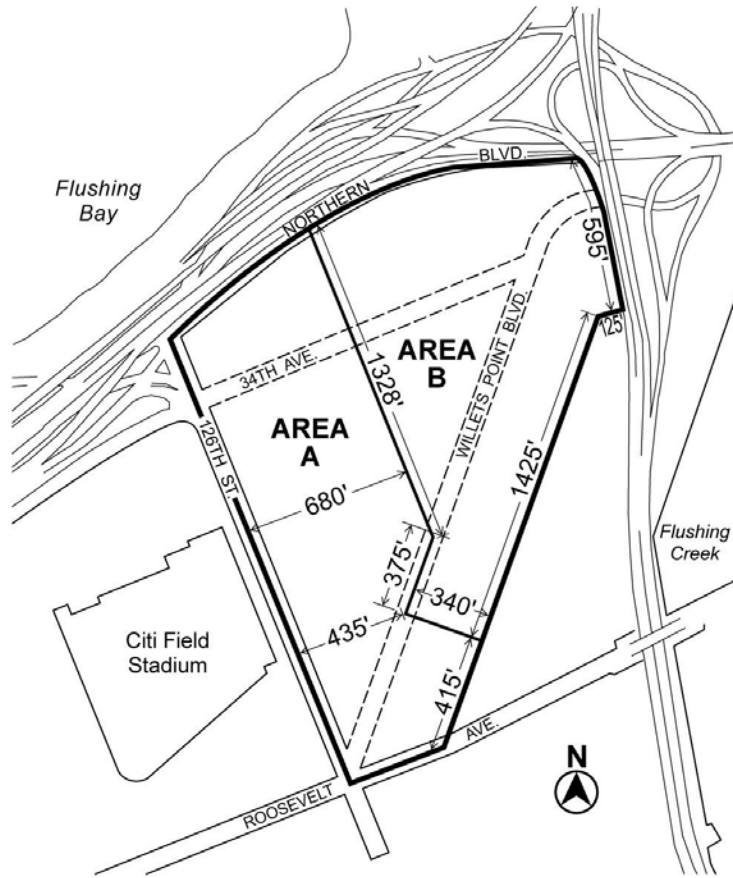 Flushing
Bay
NORTHERN
BLVD.
595'
125'
34TH AVE.
1328'
AREA
B
WILLETS POINT BLVD.
AREA
A
126TH ST.
680'
1425'
Flushing
Creek
375'
340'
435'
Citi Field
Stadium
415'
ROOSEVELT
AVE.
N